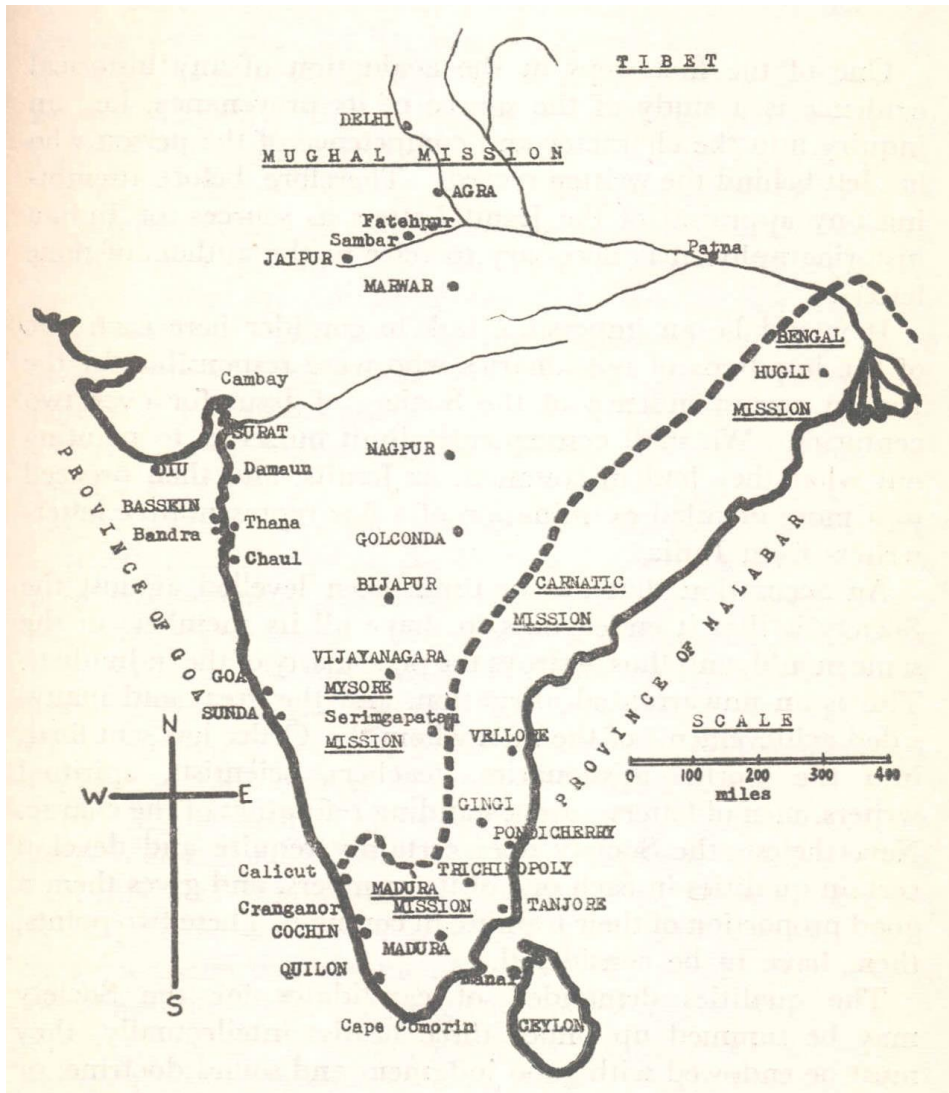 TIBET
DELHI
MUGHAL MISSION
AGRA
Fatehpur
Sambar
JAIPUR
Patna
MARWAR
BENGAL
HUGLI
MISSION
Cambay
SURAT
DIU
Damaun
MAGPUR
PROVINCE OF GOA
BASSEIN
Bandra
Thana
GOLCONDA
Chaul
BIJAPUR
CARNATIC
MISSION
PROVINCE OF MALABAR
VIJAYANAGARA
GOA
MYSORE
SUNDA
Serimgapatam
MISSION
VELLORE
SCALE
0 100 200 300 400
miles
N
W E
S
GINGI
PONDICHERRY
Calicut
TRICHINOPOLY
MADURA
MISSION
Cranganor
TANJORE
COCHIN
MADURA
QUILON
Manar
Cape Comorin
CEYLON